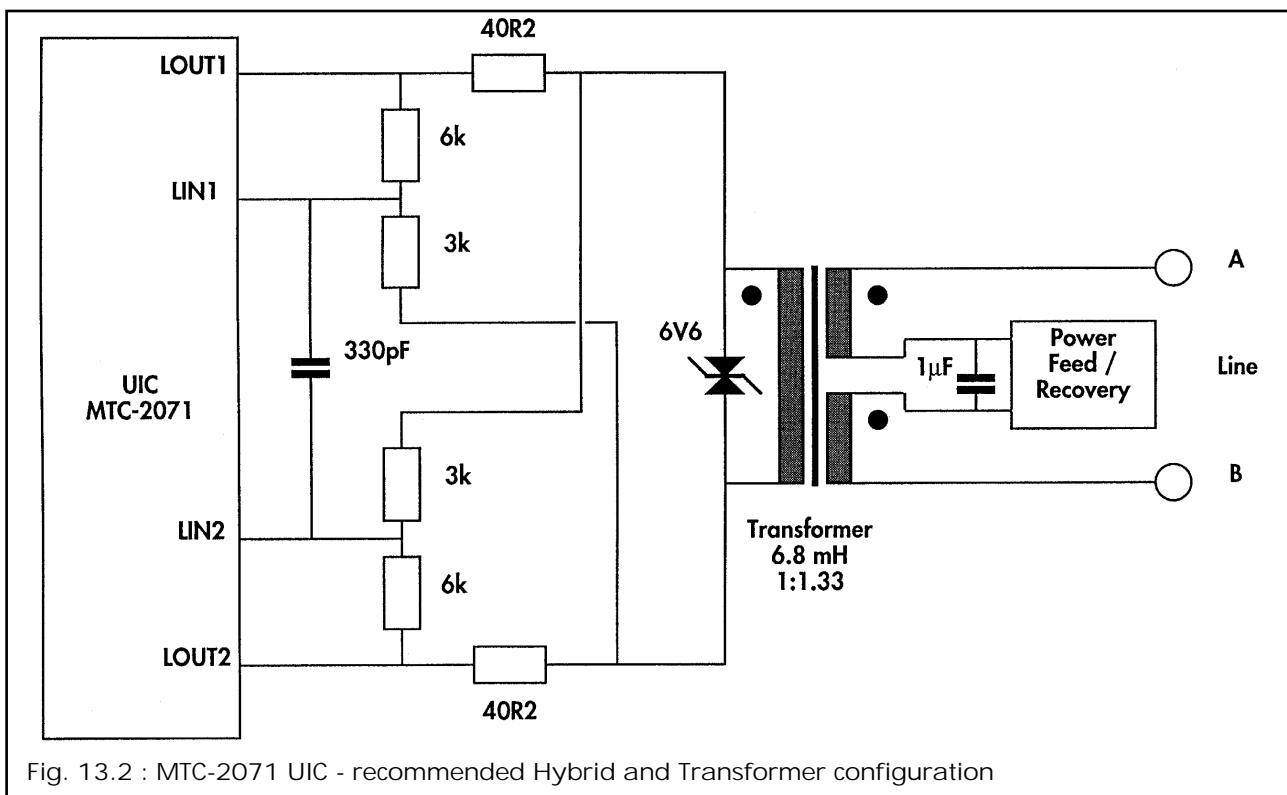 40R2
LOUT1
6k
LIN1
3k
330pF
UIC
MTC-2071
3k
LIN2
6k
LOUT2
40R2
6V6
Transformer
6.8 mH
1:1.33
1µF
Power
Feed /
Recovery
A
Line
B
Fig. 13.2 : MTC-2071 UIC - recommended Hybrid and Transformer configuration